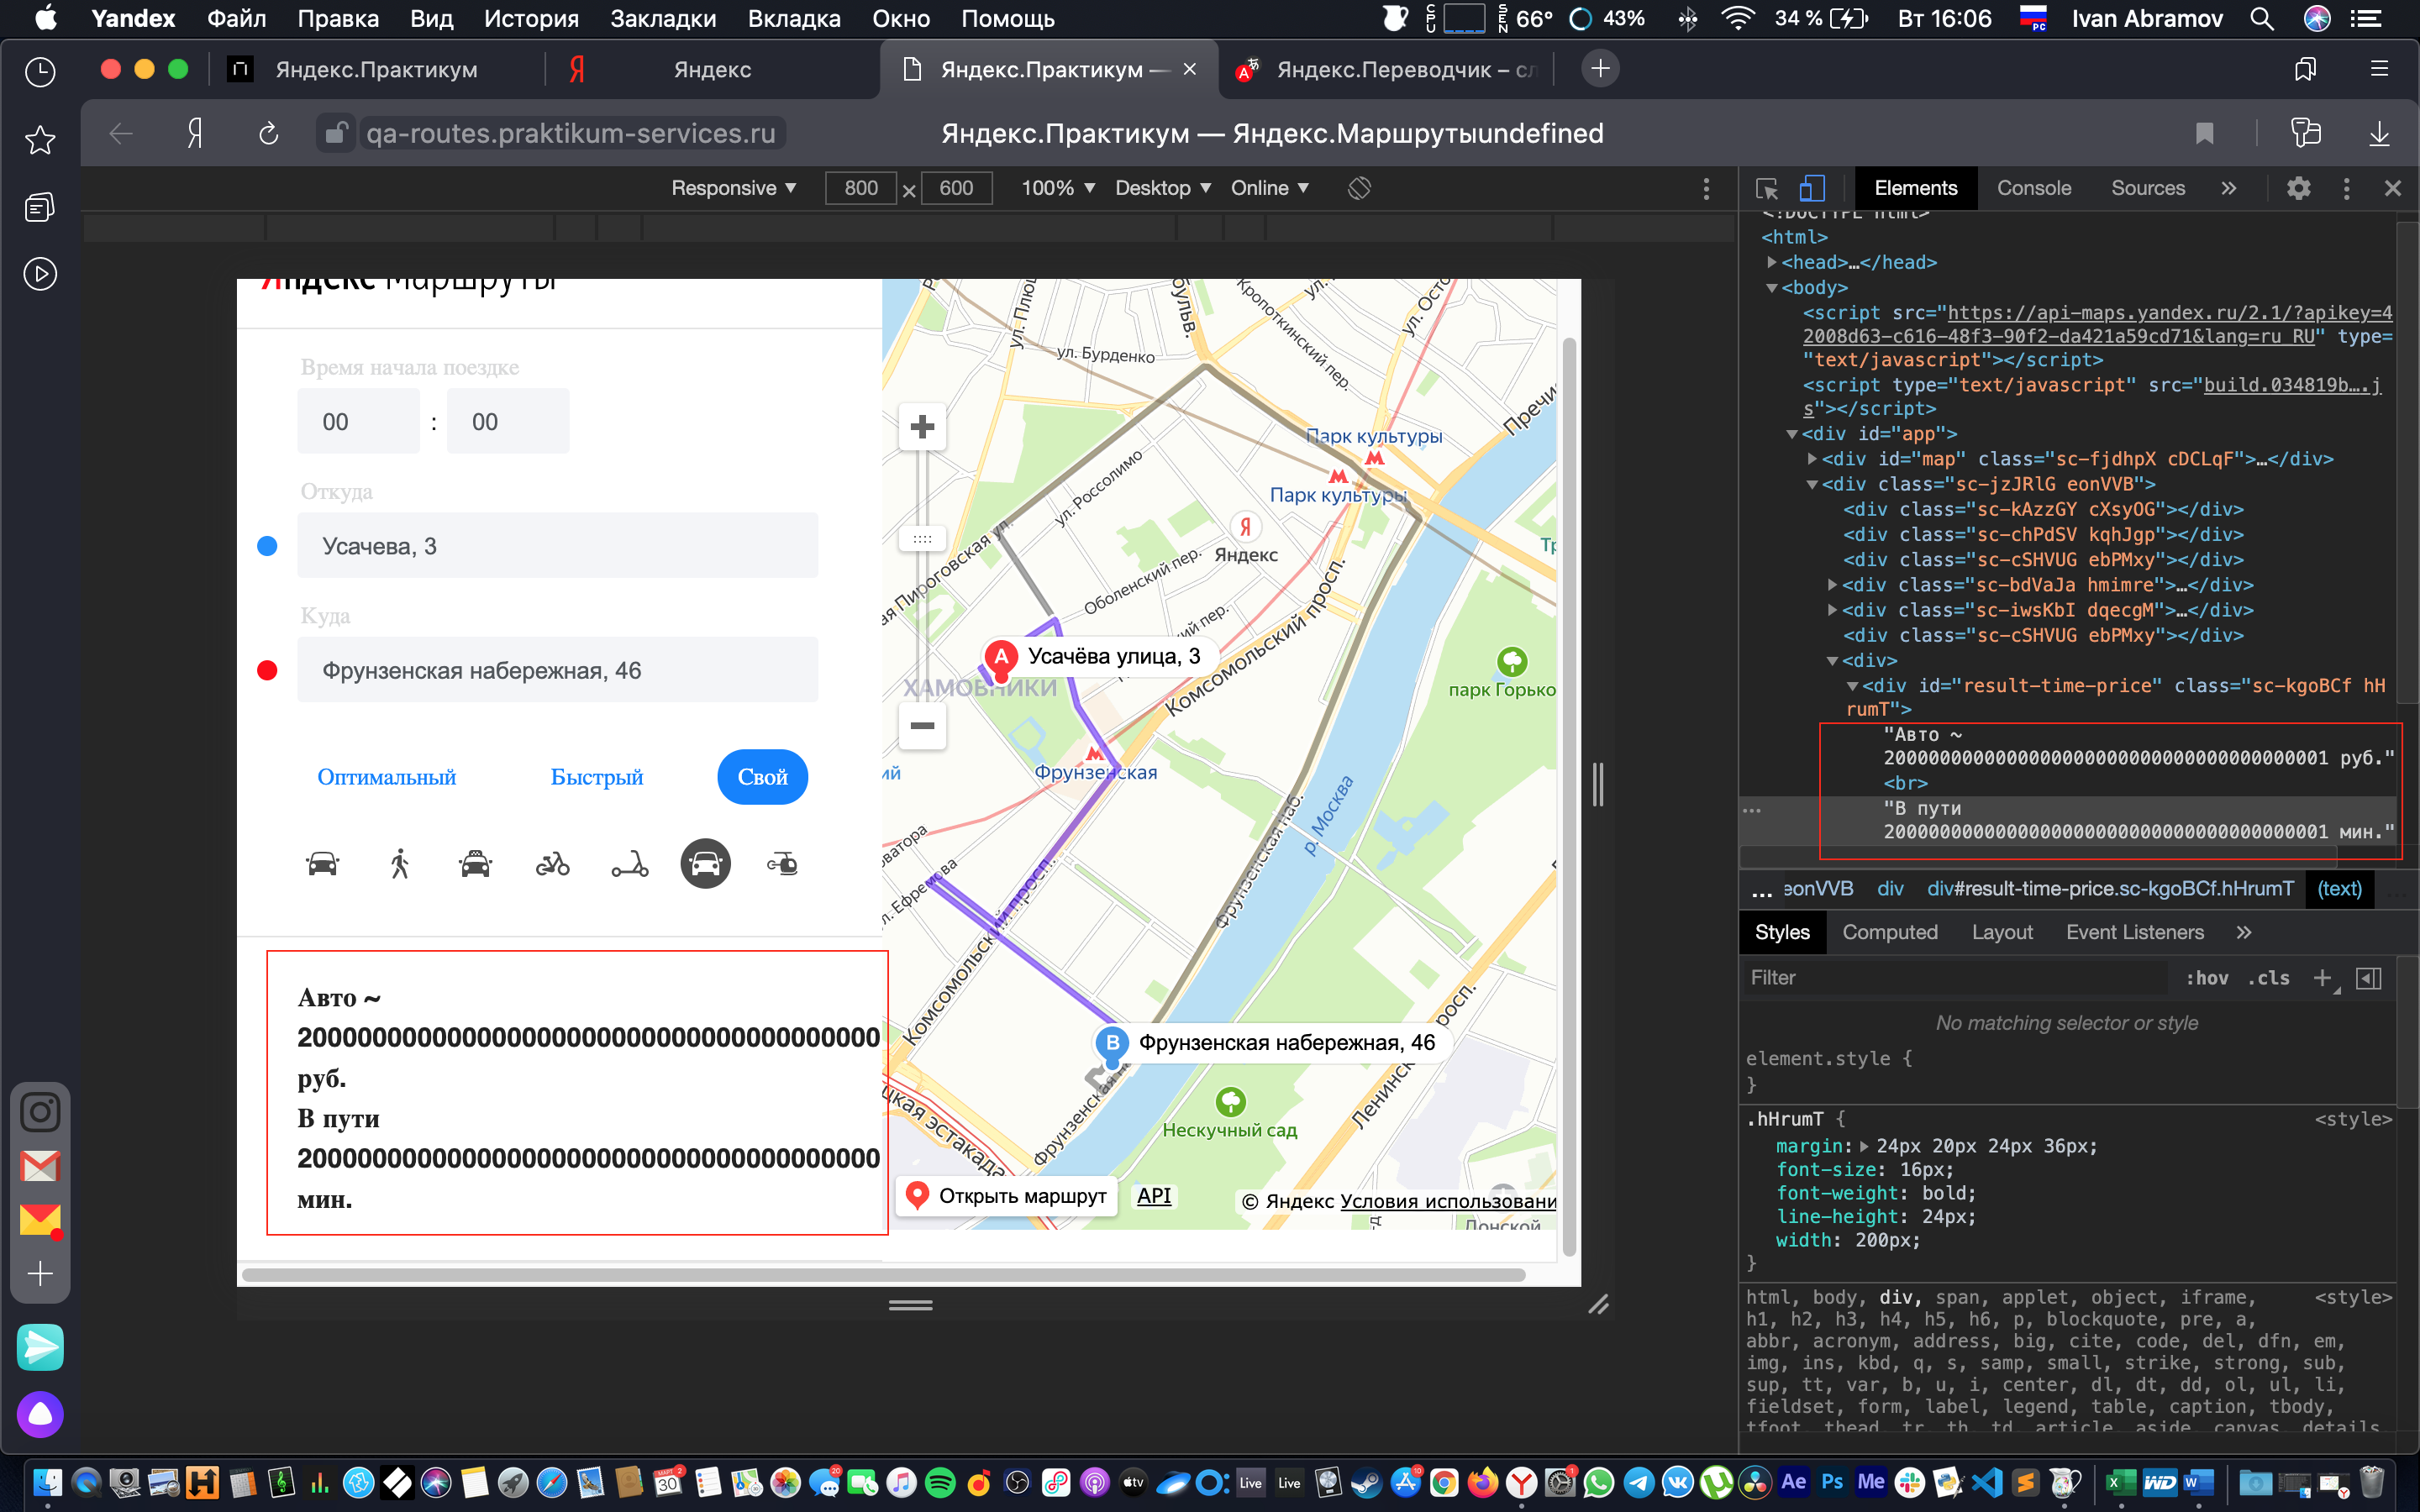 Yandex Файл Правка Вид История Закладки Вкладка Окно Помощь
66° 43% 34 % Вт 16:06 Ivan Abramov
Яндекс.Практикум
Яндекс
Яндекс.Практикум —
Яндекс.Переводчик – сл
qa-routes.praktikum-services.ru
Яндекс.Практикум — Яндекс.Маршрутыundefined
Responsive 800 × 600 100% Desktop Online
Яндекс Маршруты
Время начала поездке
00 : 00
Откуда
Усачева, 3
Куда
Фрунзенская набережная, 46
Оптимальный Быстрый Свой
Авто ~
руб.
В пути
мин.
ул. Бурденко
Кропоткинский пер.
ул. Россолимо
Парк культуры
Парк культуры
Яндекс
Оболенский пер.
Комсомольский просп.
A Усачёва улица, 3
ХАМОВНИКИ
Фрунзенская
парк Горько
р. Москва
Фрунзенская наб.
ул. Ефремова
Комсомольский просп.
B Фрунзенская набережная, 46
Нескучный сад
Открыть маршрут API
© Яндекс Условия использовани
Elements Console Sources
<!DOCTYPE html>
<html>
<head>…</head>
<body>
<script src="https://api-maps.yandex.ru/2.1/?apikey=4
2008d63-c616-48f3-90f2-da421a59cd71&lang=ru_RU" type=
"text/javascript"></script>
<script type="text/javascript" src="build.034819b….j
s"></script>
<div id="app">
<div id="map" class="sc-fjdhpX cDCLqF">…</div>
<div class="sc-jzJRlG eonVVB">
<div class="sc-kAzzGY cXsyOG"></div>
<div class="sc-chPdSV kqhJgp"></div>
<div class="sc-cSHVUG ebPMxy"></div>
<div class="sc-bdVaJa hmimre">…</div>
<div class="sc-iwsKbI dqecgM">…</div>
<div class="sc-cSHVUG ebPMxy"></div>
<div>
<div id="result-time-price" class="sc-kgoBCf hH
rumT">
"Авто ~
руб."
<br>
"В пути
мин."
… eonVVB div div#result-time-price.sc-kgoBCf.hHrumT (text)
Styles Computed Layout Event Listeners
Filter :hov .cls
No matching selector or style
element.style {
}
.hHrumT { <style>
margin: 24px 20px 24px 36px;
font-size: 16px;
font-weight: bold;
line-height: 24px;
width: 200px;
}
html, body, div, span, applet, object, iframe, <style>
h1, h2, h3, h4, h5, h6, p, blockquote, pre, a,
abbr, acronym, address, big, cite, code, del, dfn, em,
img, ins, kbd, q, s, samp, small, strike, strong, sub,
sup, tt, var, b, u, i, center, dl, dt, dd, ol, ul, li,
fieldset, form, label, legend, table, caption, tbody,
tfoot, thead, tr, th, td, article, aside, canvas, details,